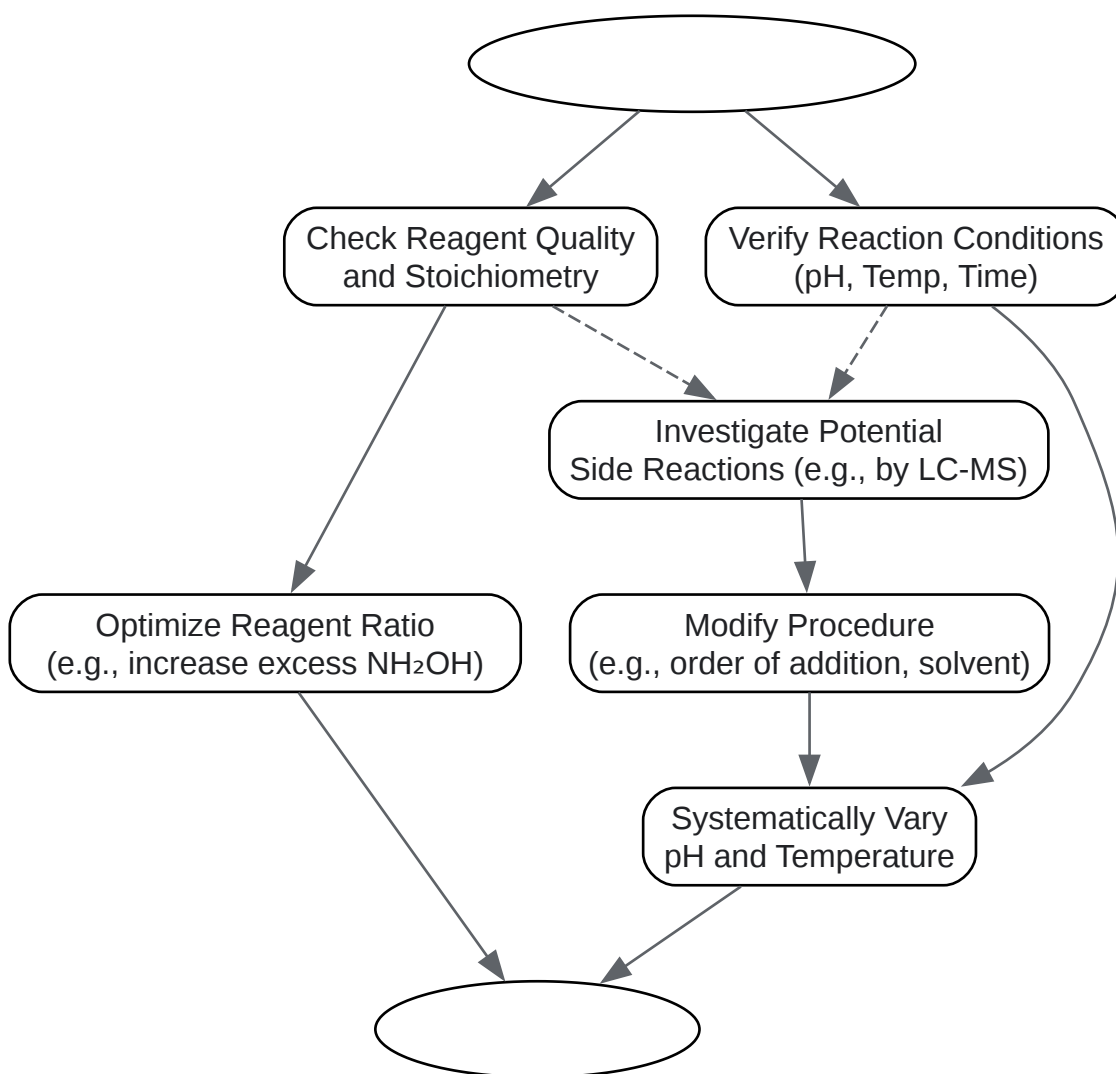 Check Reagent Quality
and Stoichiometry
Verify Reaction Conditions
(pH, Temp, Time)
Investigate Potential
Side Reactions (e.g., by LC-MS)
Optimize Reagent Ratio
(e.g., increase excess NH₂OH)
Modify Procedure
(e.g., order of addition, solvent)
Systematically Vary
pH and Temperature